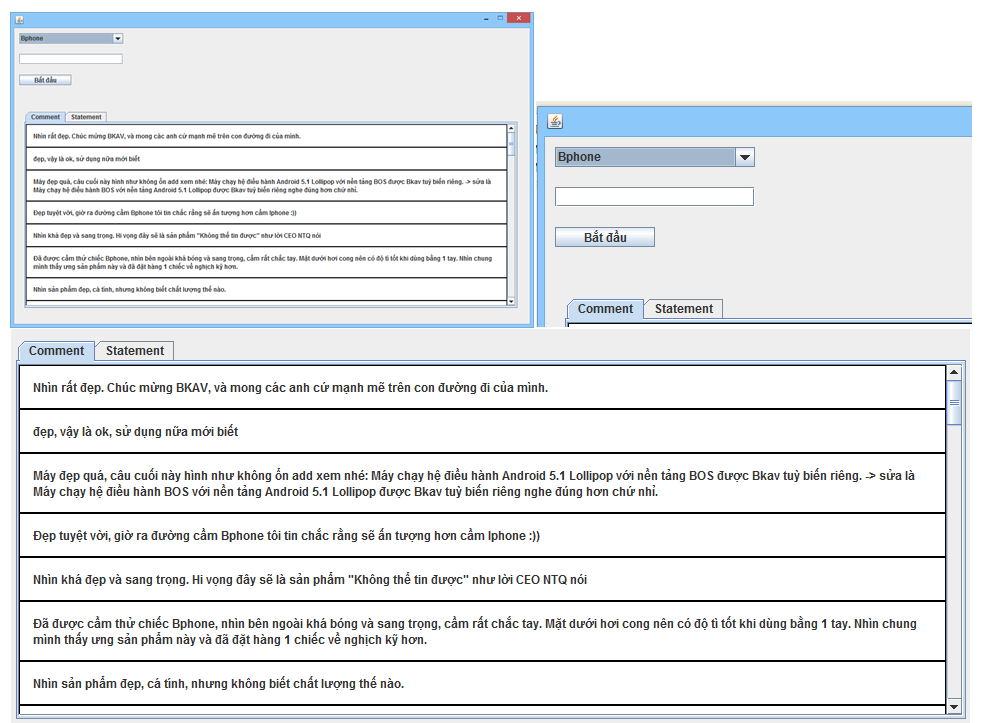 Bphone
Bắt đầu
Comment Statement
Nhìn rất đẹp. Chúc mừng BKAV, và mong các anh cứ mạnh mẽ trên con đường đi của mình.
đẹp, vậy là ok, sử dụng nữa mới biết
Máy đẹp quá, câu cuối này hình như không ổn add xem nhé: Máy chạy hệ điều hành Android 5.1 Lollipop với nền tảng BOS được Bkav tuỳ biến riêng. -> sửa là
Máy chạy hệ điều hành BOS với nền tảng Android 5.1 Lollipop được Bkav tuỳ biến riêng nghe đúng hơn chứ nhỉ.
Đẹp tuyệt vời, giờ ra đường cầm Bphone tôi tin chắc rằng sẽ ấn tượng hơn cầm Iphone :))
Nhìn khá đẹp và sang trọng. Hi vọng đây sẽ là sản phẩm "Không thể tin được" như lời CEO NTQ nói
Đã được cầm thử chiếc Bphone, nhìn bên ngoài khá bóng và sang trọng, cầm rất chắc tay. Mặt dưới hơi cong nên có độ tì tốt khi dùng bằng 1 tay. Nhìn chung
mình thấy ưng sản phẩm này và đã đặt hàng 1 chiếc về nghịch kỹ hơn.
Nhìn sản phẩm đẹp, cá tính, nhưng không biết chất lượng thế nào.
Bphone
Bắt đầu
Comment Statement
Comment Statement
Nhìn rất đẹp. Chúc mừng BKAV, và mong các anh cứ mạnh mẽ trên con đường đi của mình.
đẹp, vậy là ok, sử dụng nữa mới biết
Máy đẹp quá, câu cuối này hình như không ổn add xem nhé: Máy chạy hệ điều hành Android 5.1 Lollipop với nền tảng BOS được Bkav tuỳ biến riêng. -> sửa là
Máy chạy hệ điều hành BOS với nền tảng Android 5.1 Lollipop được Bkav tuỳ biến riêng nghe đúng hơn chứ nhỉ.
Đẹp tuyệt vời, giờ ra đường cầm Bphone tôi tin chắc rằng sẽ ấn tượng hơn cầm Iphone :))
Nhìn khá đẹp và sang trọng. Hi vọng đây sẽ là sản phẩm "Không thể tin được" như lời CEO NTQ nói
Đã được cầm thử chiếc Bphone, nhìn bên ngoài khá bóng và sang trọng, cầm rất chắc tay. Mặt dưới hơi cong nên có độ tì tốt khi dùng bằng 1 tay. Nhìn chung
mình thấy ưng sản phẩm này và đã đặt hàng 1 chiếc về nghịch kỹ hơn.
Nhìn sản phẩm đẹp, cá tính, nhưng không biết chất lượng thế nào.